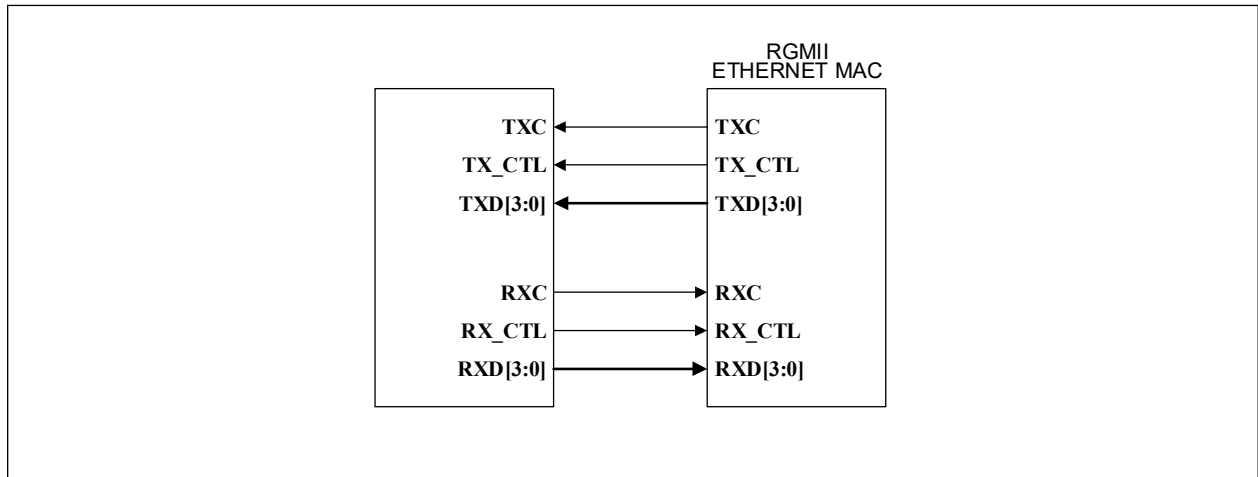 RGMII
ETHERNET MAC
TXC TXC
TX_CTL TX_CTL
TXD[3:0] TXD[3:0]
RXC RXC
RX_CTL RX_CTL
RXD[3:0] RXD[3:0]